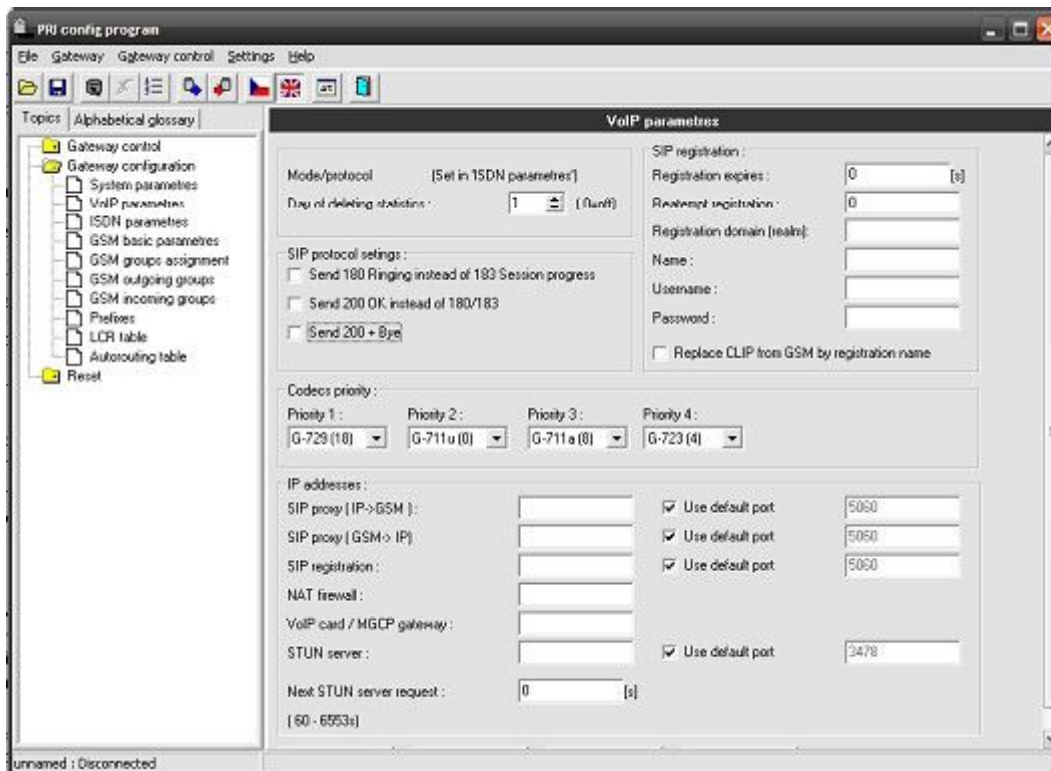 PRI config program
File Gateway Gateway control Settings Help
Topics Alphabetical glossary
Gateway control
Gateway configuration
System parametres
VoIP parametres
ISDN parametres
GSM basic parametres
GSM groups assignment
GSM outgoing groups
GSM incoming groups
Prefixes
LCR table
Autorouting table
Reset
VoIP parametres
Mode/protocol (Set in 'ISDN parametres')
Day of deleting statistics : 1 ( 0=off)
SIP protocol setings :
Send 180 Ringing instead of 183 Session progress
Send 200 OK instead of 180/183
Send 200 + Bye
SIP registration :
Registration expires : 0 [s]
Reatempt registration : 0
Registration domain (realm):
Name :
Username :
Password :
Replace CLIP from GSM by registration name
Codecs priority :
Priority 1 : Priority 2 : Priority 3 : Priority 4 :
G-729 (18) G-711u (0) G-711a (8) G-723 (4)
IP addresses :
SIP proxy ( IP->GSM ) : Use default port 5060
SIP proxy ( GSM-> IP) Use default port 5060
SIP registration : Use default port 5060
NAT firewall :
VoIP card / MGCP gateway :
STUN server : Use default port 3478
Next STUN server request : 0 [s]
( 60 - 6553s)
unnamed : Disconnected